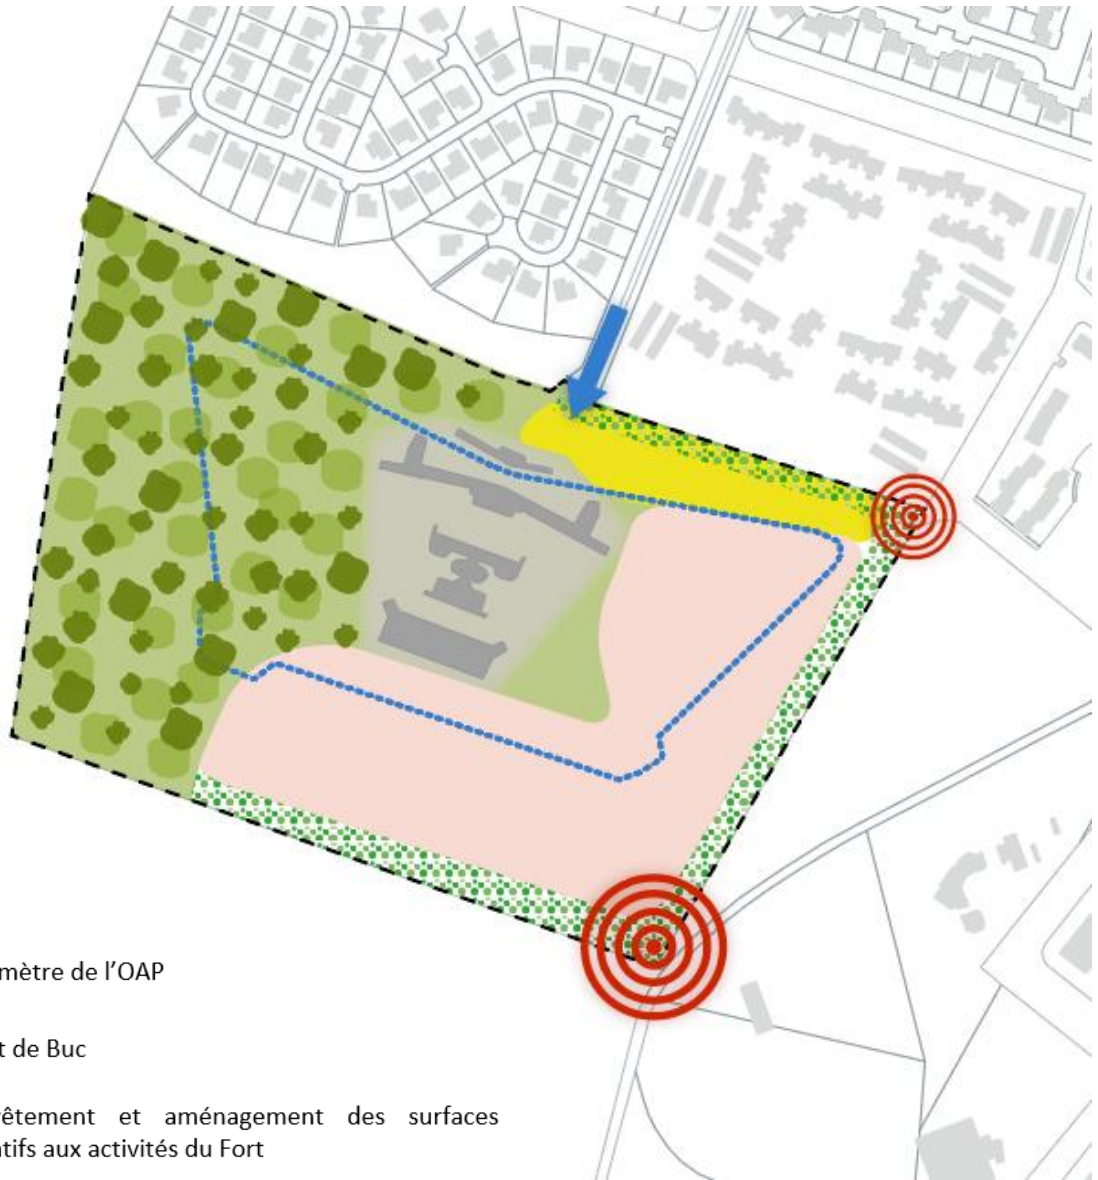 mètre de l’OAP
t de Buc
êtement et aménagement des surfaces
tifs aux activités du Fort